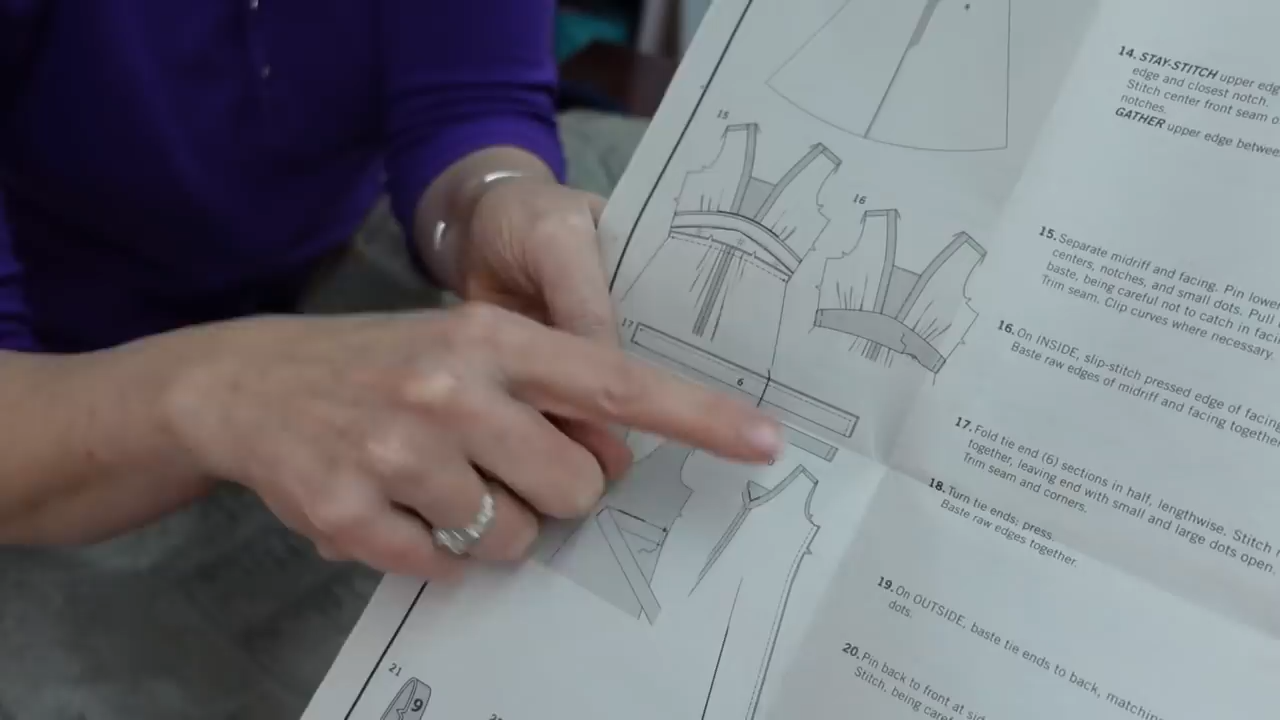 14. STAY-STITCH upper edg
edge and closest notch.
Stitch center front seam o
notches.
GATHER upper edge betwee
15
16
15. Separate midriff and facing. Pin lowe
centers, notches, and small dots. Pull
baste, being careful not to catch in faci
Trim seam. Clip curves where necessary.
16. On INSIDE, slip-stitch pressed edge of facing
Baste raw edges of midriff and facing together
17
6
17. Fold tie end (6) sections in half, lengthwise. Stitch
together, leaving end with small and large dots open.
Trim seam and corners.
18. Turn tie ends; press.
Baste raw edges together.
19. On OUTSIDE, baste tie ends to back, matching
dots.
20. Pin back to front at sid
Stitch, being caref
21
9